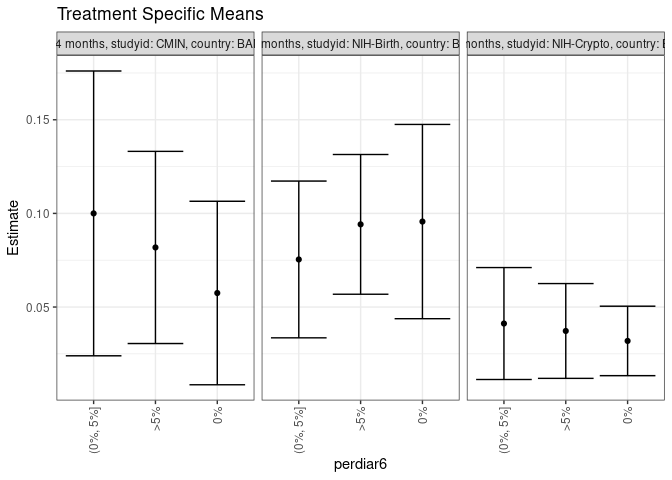 Treatment Specific Means
4 months, studyid: CMIN, country: BAN
months, studyid: NIH-Birth, country: B
months, studyid: NIH-Crypto, country:
Estimate
0.15
0.10
0.05
(0%, 5%]
>5%
0%
(0%, 5%]
>5%
0%
(0%, 5%]
>5%
0%
perdiar6